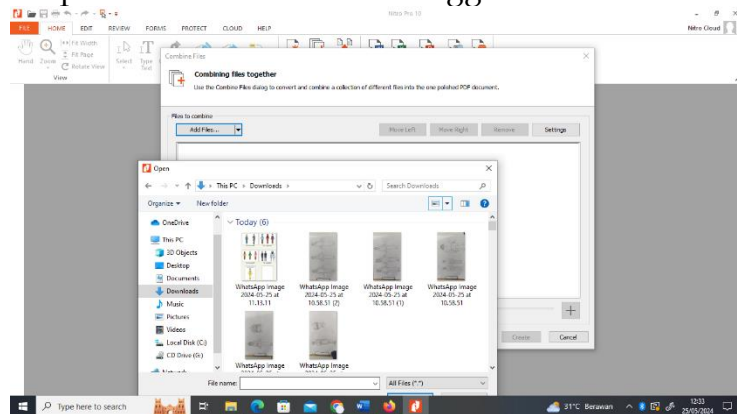 Nitro Pro 13
FILE HOME EDIT REVIEW FORMS PROTECT CLOUD HELP
Nitro Cloud
Hand Zoom Fit Width
Fit Page
Rotate View
Select Type Text
View
Combine Files
Combining files together
Use the Combine Files dialog to convert and combine a collection of different files into the one polished PDF document.
Files to combine
Add Files... Move Left Move Right Remove Settings
Open
This PC > Downloads > Search Downloads
Organize New folder
OneDrive
This PC
3D Objects
Desktop
Documents
Downloads
Music
Pictures
Videos
Local Disk (C:)
CD Drive (G:)
Network
Today (6)
WhatsApp Image 2024-05-25 at 11.13.11
WhatsApp Image 2024-05-25 at 10.58.51 (2)
WhatsApp Image 2024-05-25 at 10.58.51 (1)
WhatsApp Image 2024-05-25 at 10.58.51
WhatsApp Image
WhatsApp Image
File name: All Files (*.*)
Create Cancel
Type here to search
31°C Berawan
12:33
25/05/2024